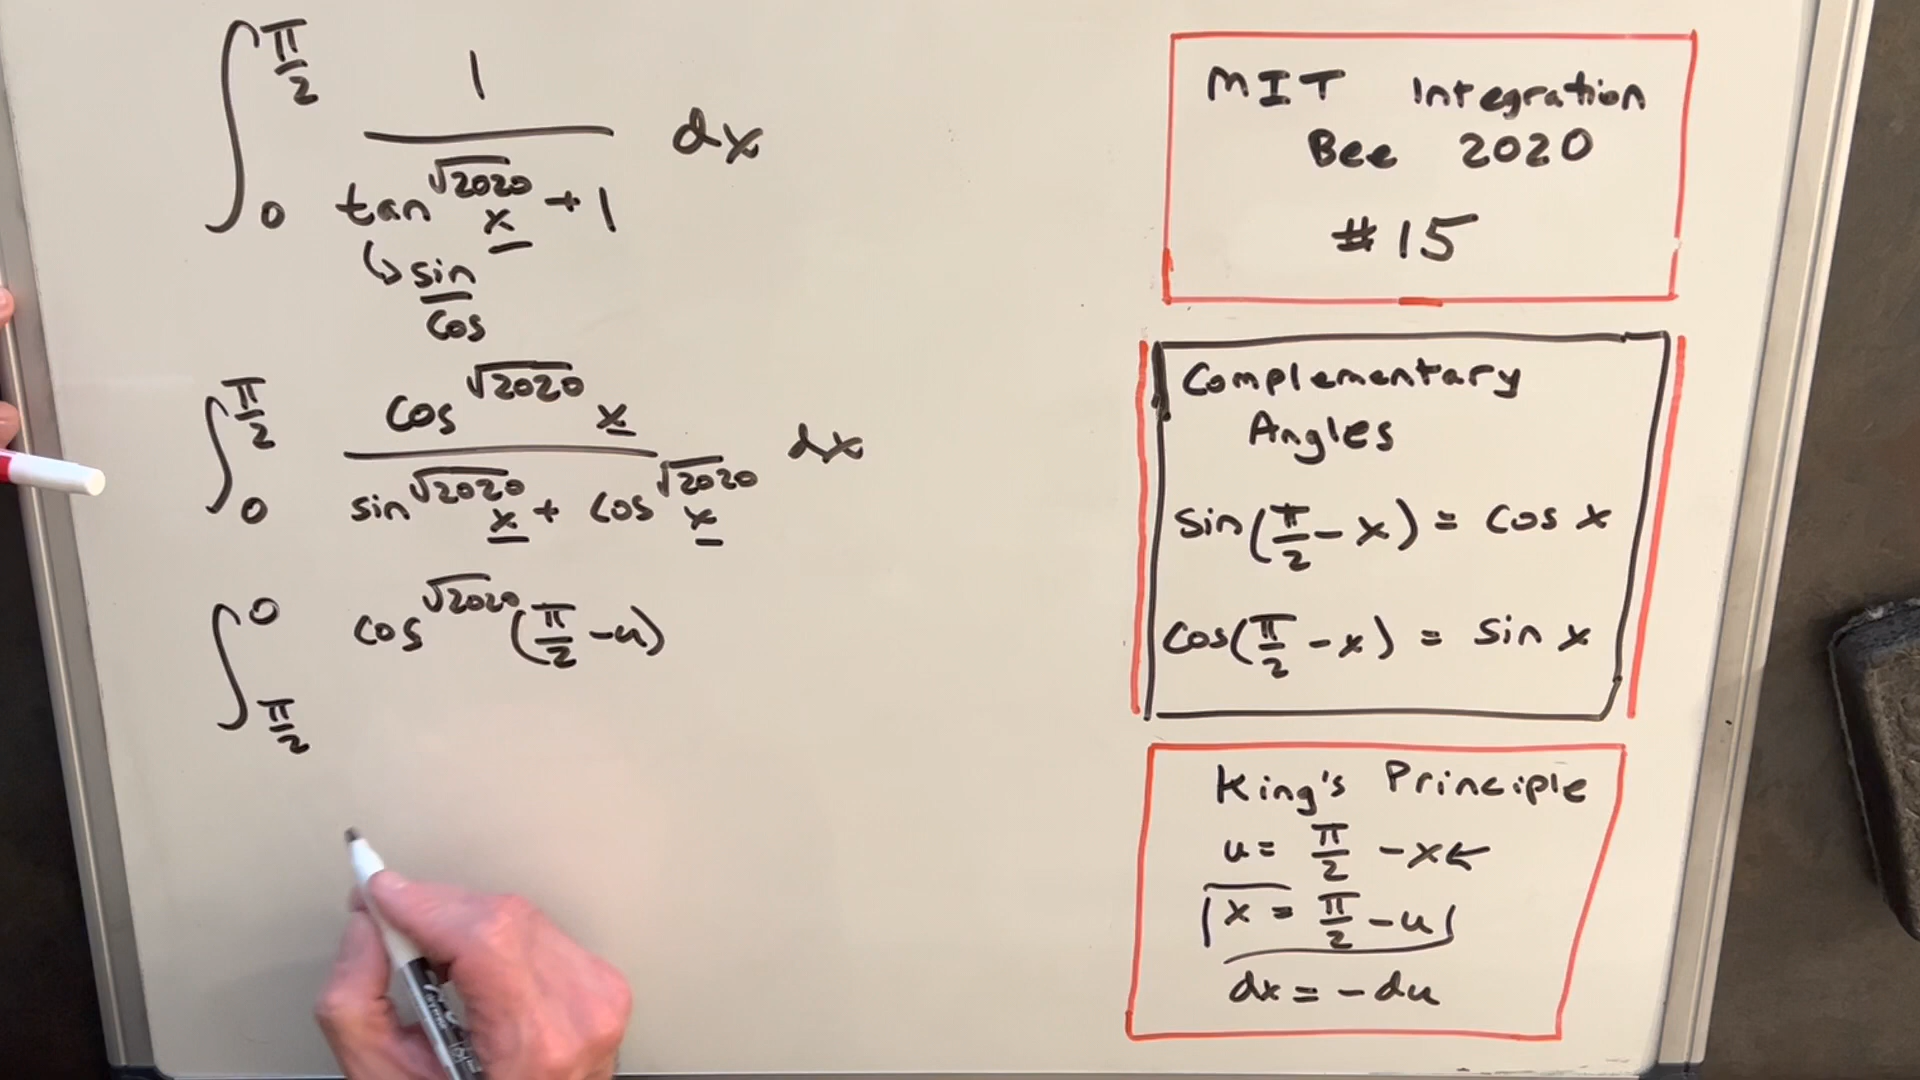 ∫₀^(π/2) 1/(tan^√2020 x + 1) dx
↳ sin/cos
∫₀^(π/2) cos^√2020 x/(sin^√2020 x + cos^√2020 x) dx
∫_(π/2)^0 cos^√2020 (π/2 - u)
MIT Integration
Bee 2020
#15
Complementary
Angles
sin(π/2 - x) = cos x
cos(π/2 - x) = sin x
King's Principle
u = π/2 - x ←
x = π/2 - u
dx = -du